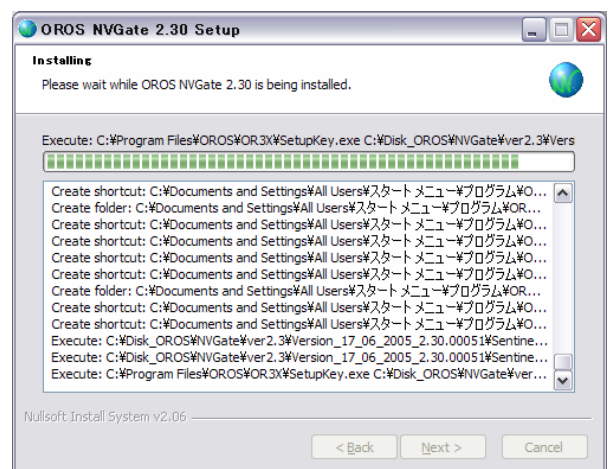 OROS NVGate 2.30 Setup
Installing
Please wait while OROS NVGate 2.30 is being installed.
Execute: C:¥Program Files¥OROS¥OR3X¥SetupKey.exe C:¥Disk_OROS¥NVGate¥ver2.3¥Vers
Create shortcut: C:¥Documents and Settings¥All Users¥スタート メニュー¥プログラム¥O...
Create folder: C:¥Documents and Settings¥All Users¥スタート メニュー¥プログラム¥OR...
Create shortcut: C:¥Documents and Settings¥All Users¥スタート メニュー¥プログラム¥O...
Create shortcut: C:¥Documents and Settings¥All Users¥スタート メニュー¥プログラム¥O...
Create shortcut: C:¥Documents and Settings¥All Users¥スタート メニュー¥プログラム¥O...
Create shortcut: C:¥Documents and Settings¥All Users¥スタート メニュー¥プログラム¥O...
Create folder: C:¥Documents and Settings¥All Users¥スタート メニュー¥プログラム¥OR...
Create shortcut: C:¥Documents and Settings¥All Users¥スタート メニュー¥プログラム¥O...
Create shortcut: C:¥Documents and Settings¥All Users¥スタート メニュー¥プログラム¥O...
Execute: C:¥Disk_OROS¥NVGate¥ver2.3¥Version_17_06_2005_2.30.00051¥Sentine...
Execute: C:¥Disk_OROS¥NVGate¥ver2.3¥Version_17_06_2005_2.30.00051¥Sentine...
Execute: C:¥Program Files¥OROS¥OR3X¥SetupKey.exe C:¥Disk_OROS¥NVGate¥ver...
Nullsoft Install System v2.06
< Back Next > Cancel